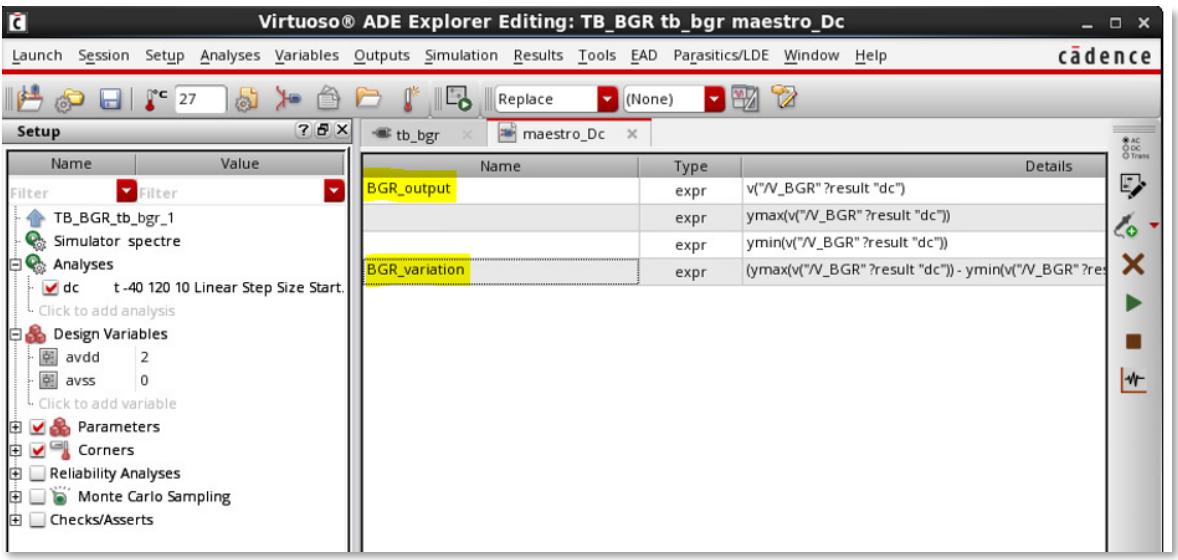 Virtuoso® ADE Explorer Editing: TB_BGR tb_bgr maestro_Dc
Launch Session Setup Analyses Variables Outputs Simulation Results Tools EAD Parasitics/LDE Window Help cādence
°C 27 Replace (None)
Setup
tb_bgr maestro_Dc
Name Value
Filter Filter
TB_BGR_tb_bgr_1
Simulator spectre
Analyses
dc t -40 120 10 Linear Step Size Start.
Click to add analysis
Design Variables
avdd 2
avss 0
Click to add variable
Parameters
Corners
Reliability Analyses
Monte Carlo Sampling
Checks/Asserts
Name Type Details
BGR_output expr v("/V_BGR" ?result "dc")
expr ymax(v("/V_BGR" ?result "dc"))
expr ymin(v("/V_BGR" ?result "dc"))
BGR_variation expr (ymax(v("/V_BGR" ?result "dc")) - ymin(v("/V_BGR" ?res
AC
DC
Trans